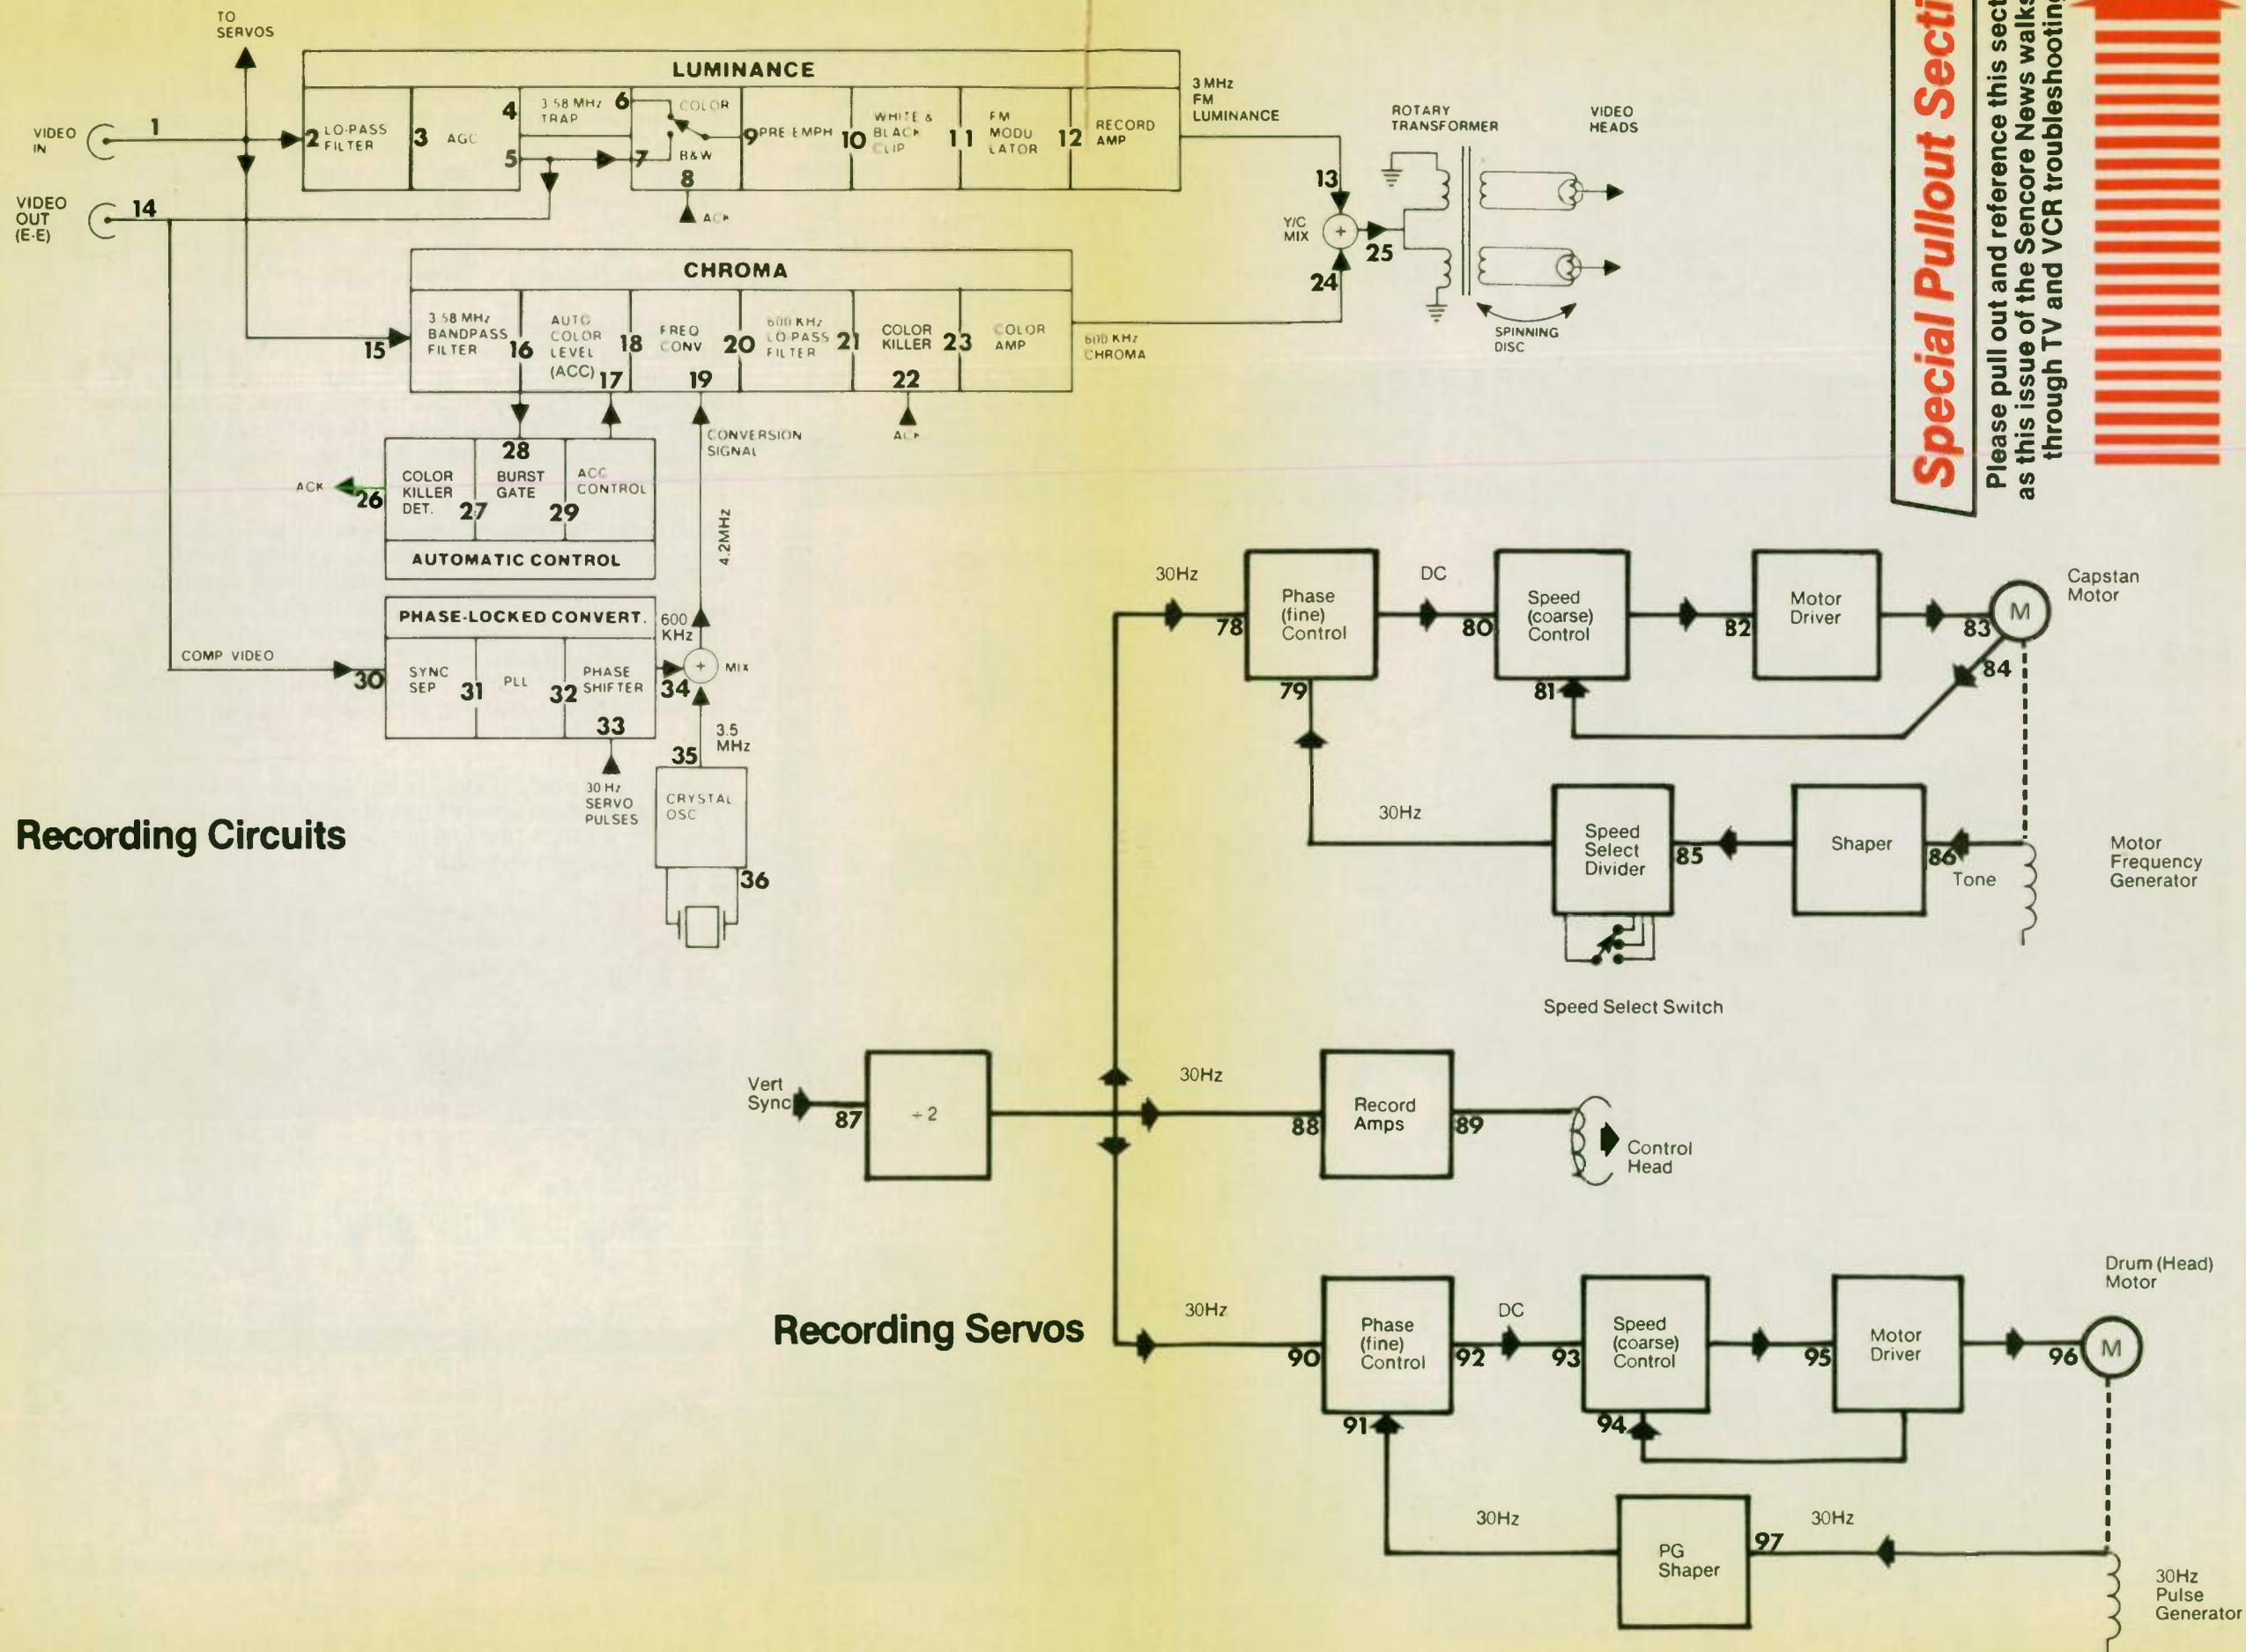 TO
SERVOS
VIDEO
IN
1
LUMINANCE
2 LO-PASS
FILTER
3 AGC
4
5
3.58 MHz
TRAP
6
7
COLOR
B&W
8
ACK
9 PRE EMPH
10
WHITE &
BLACK
CLIP
11
FM
MODU
LATOR
12
RECORD
AMP
3 MHz
FM
LUMINANCE
ROTARY
TRANSFORMER
VIDEO
HEADS
13
Y/C
MIX
+
25
24
SPINNING
DISC
VIDEO
OUT
(E-E)
14
CHROMA
15
3.58 MHz
BANDPASS
FILTER
16
AUTO
COLOR
LEVEL
(ACC)
17
18
FREQ
CONV
19
20
600 KHz
LO PASS
FILTER
21
COLOR
KILLER
22
ACK
23
COLOR
AMP
600 KHz
CHROMA
CONVERSION
SIGNAL
4.2MHz
ACK
26
COLOR
KILLER
DET.
27
28
BURST
GATE
29
ACC
CONTROL
AUTOMATIC CONTROL
PHASE-LOCKED CONVERT.
COMP VIDEO
30
SYNC
SEP
31
PLL
32
PHASE
SHIFTER
33
30 Hz
SERVO
PULSES
600
KHz
34
+
MIX
3.5
MHz
35
CRYSTAL
OSC
36
Recording Circuits
Special Pullout Secti
Please pull out and reference this sect
as this issue of the Sencore News walks
through TV and VCR troubleshooting
30Hz
78
Phase
(fine)
Control
79
DC
80
Speed
(coarse)
Control
81
82
Motor
Driver
83
M
Capstan
Motor
84
30Hz
Speed
Select
Divider
85
Shaper
86
Tone
Motor
Frequency
Generator
Speed Select Switch
Vert
Sync
87
÷2
30Hz
88
Record
Amps
89
Control
Head
Recording Servos
30Hz
90
Phase
(fine)
Control
91
92
DC
93
Speed
(coarse)
Control
94
95
Motor
Driver
96
M
Drum (Head)
Motor
30Hz
PG
Shaper
97
30Hz
30Hz
Pulse
Generator